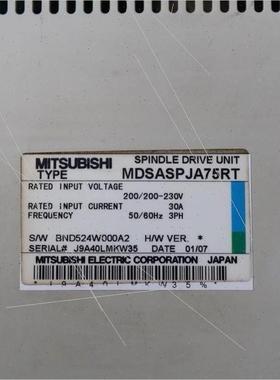 MITSUBISHI SPINDLE DRIVE UNIT
TYPE MDSASPJA75RT
RATED INPUT VOLTAGE
200/200-230V
RATED INPUT CURRENT 30A
FREQUENCY 50/60Hz 3PH
S/W BND524W000A2 H/W VER. *
SERIAL# J9A40LMKW35 DATE 01/07
MITSUBISHI ELECTRIC CORPORATION JAPAN